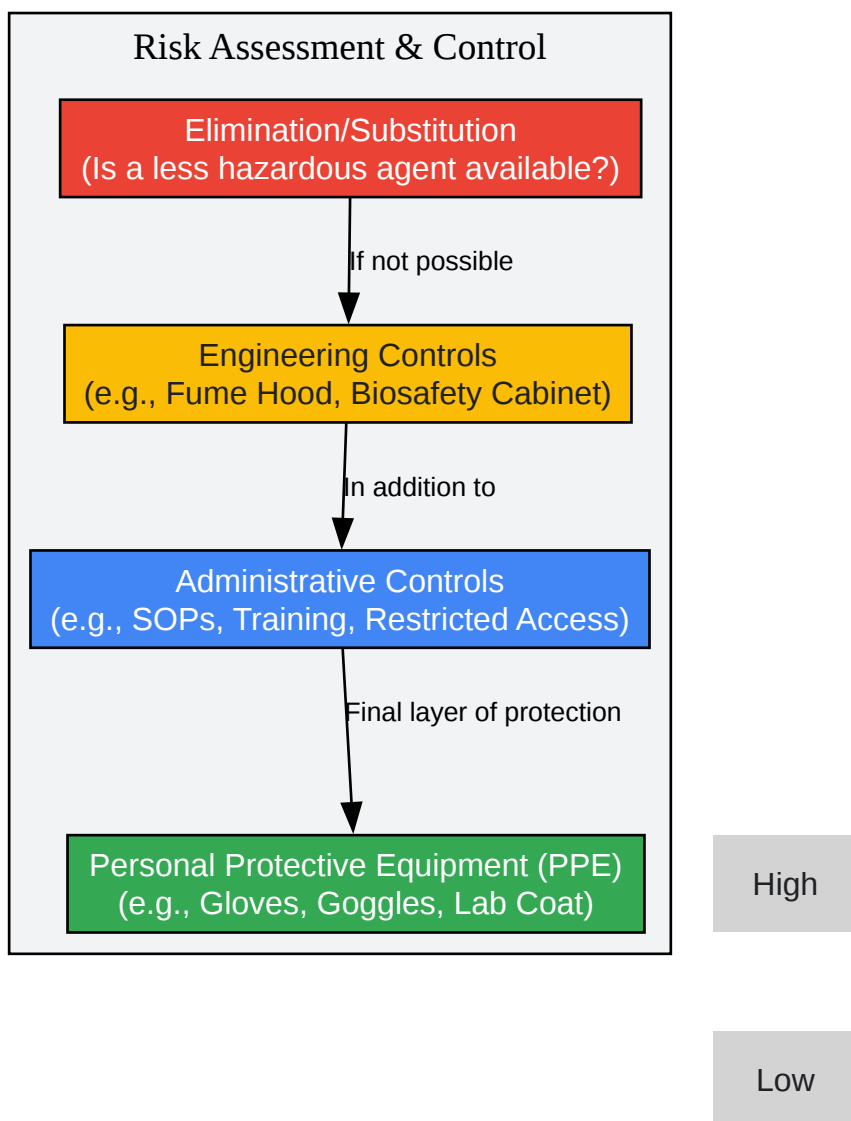 Risk Assessment & Control
Elimination/Substitution
(Is a less hazardous agent available?)
If not possible
Engineering Controls
(e.g., Fume Hood, Biosafety Cabinet)
In addition to
Administrative Controls
(e.g., SOPs, Training, Restricted Access)
Final layer of protection
Personal Protective Equipment (PPE)
(e.g., Gloves, Goggles, Lab Coat)
High
Low